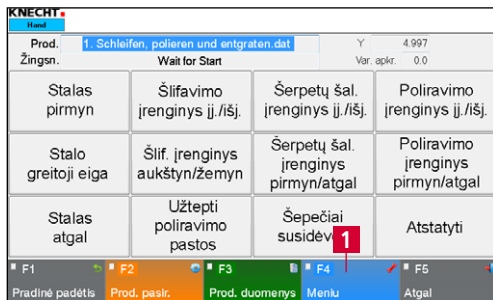 KNECHT
Hand
Prod. 1. Schleifen, polieren und entgraten.dat Y 4.997
Žingsn. Wait for Start Var. apkr. 0.0
Stalas pirmyn
Šlifavimo įrenginys įj./išj.
Šerpetų šal. įrenginys įj./išj.
Poliravimo įrenginys įj./išj.
Stalo greitoji eiga
Šlif. įrenginys aukštyn/žemyn
Šerpetų šal. įrenginys pirmyn/atgal
Poliravimo įrenginys pirmyn/atgal
Stalas atgal
Užtepti poliravimo pastos
Šepečiai
Atstatyti
1
F1 F2 F3 F4 F5
Pradinė padėtis Prod. pasir. Prod. duomenys Meniu Atgal